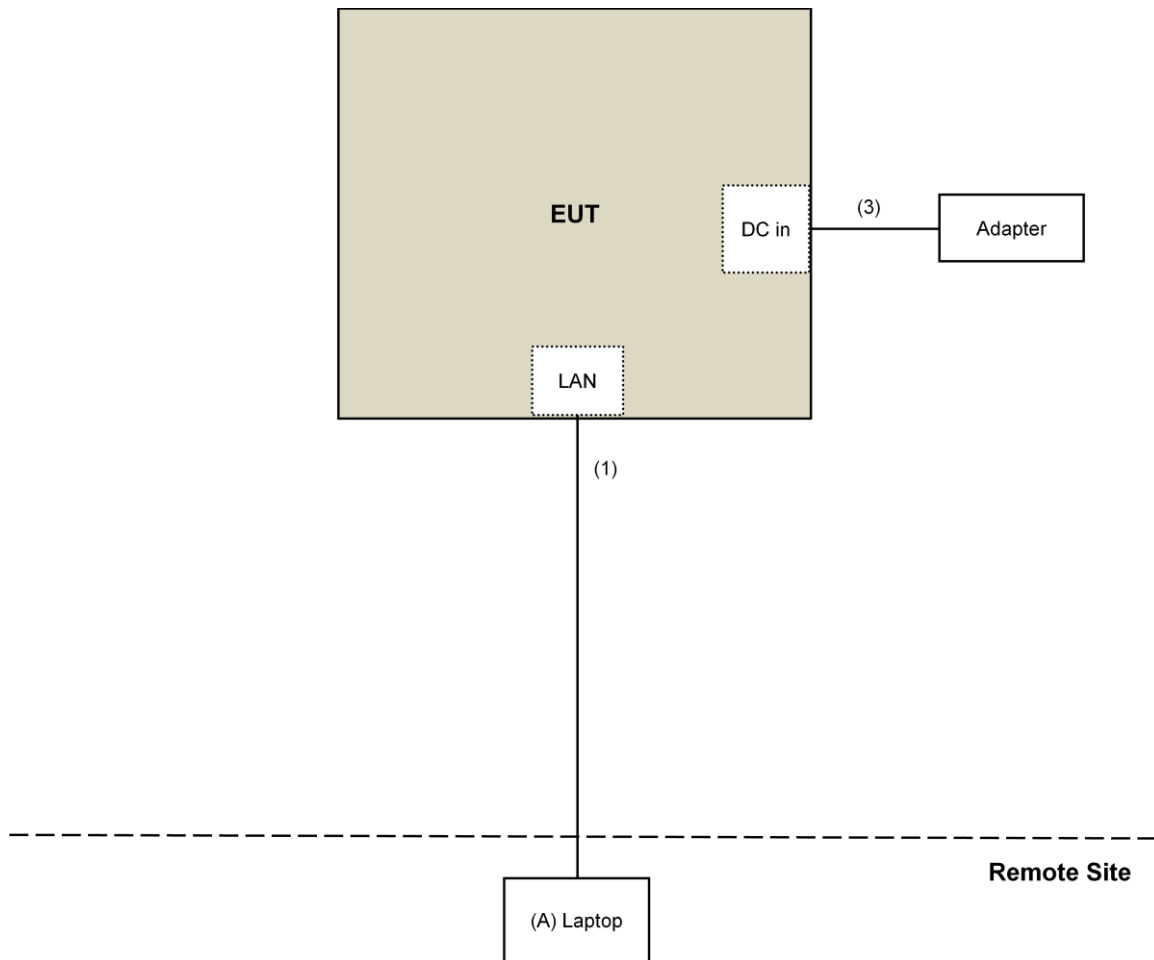 EUT
DC in
(3)
Adapter
LAN
(1)
Remote Site
(A) Laptop